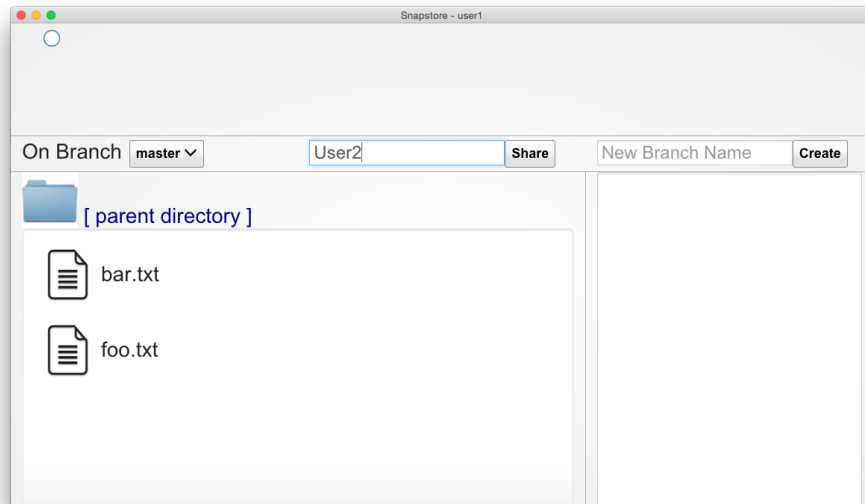 Snapstore - user1
On Branch master User2 Share New Branch Name Create
[ parent directory ]
bar.txt
foo.txt